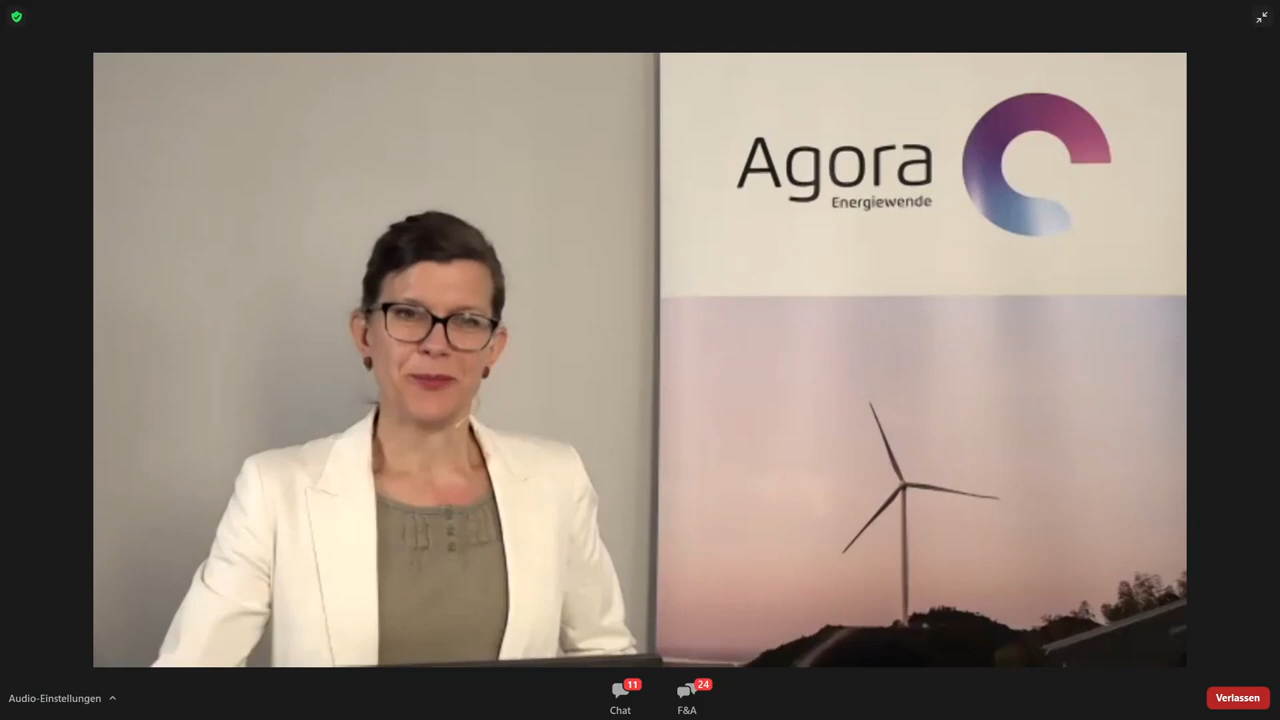 Agora
Energiewende
Audio-Einstellungen
11
Chat
24
F&A
Verlassen